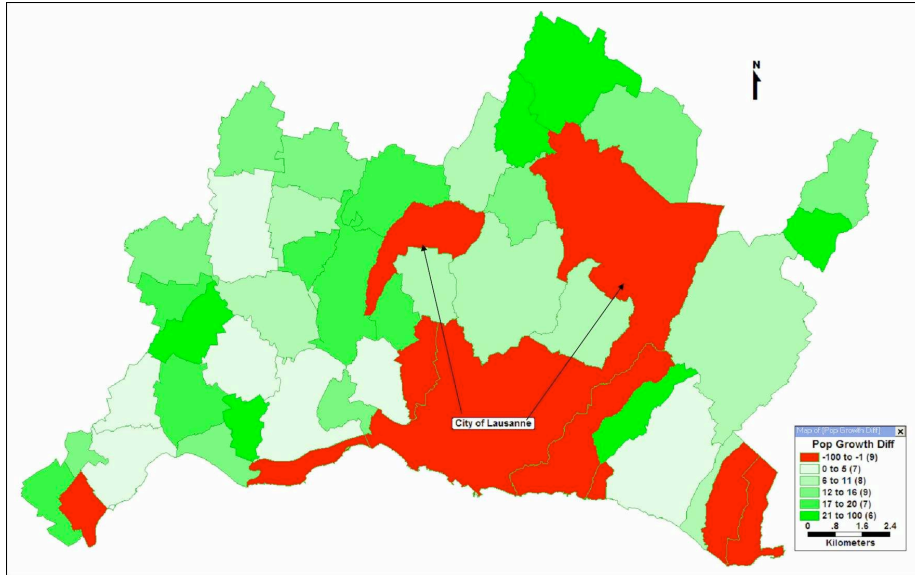 N
City of Lausanne
Map of [Pop Growth Diff]
Pop Growth Diff
-100 to -1 (9)
0 to 5 (7)
6 to 11 (8)
12 to 16 (9)
17 to 20 (7)
21 to 100 (6)
0 .8 1.6 2.4
Kilometers